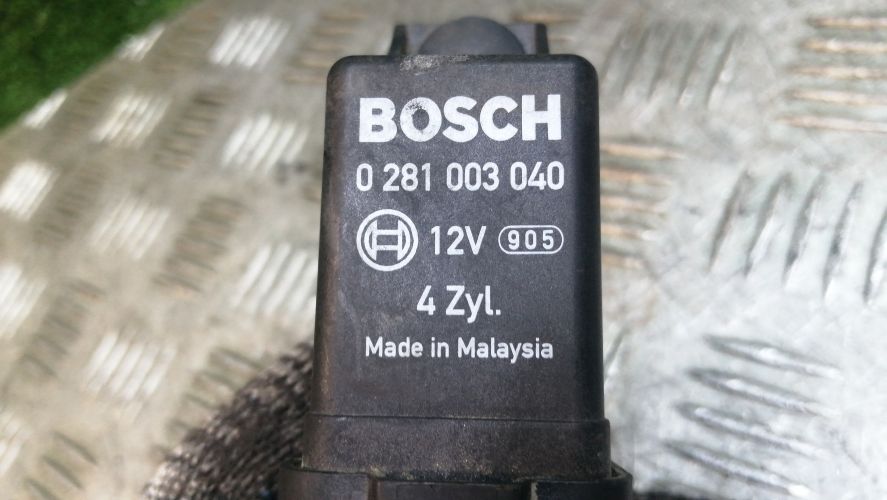 BOSCH
0 281 003 040
12V 905
4 Zyl.
Made in Malaysia